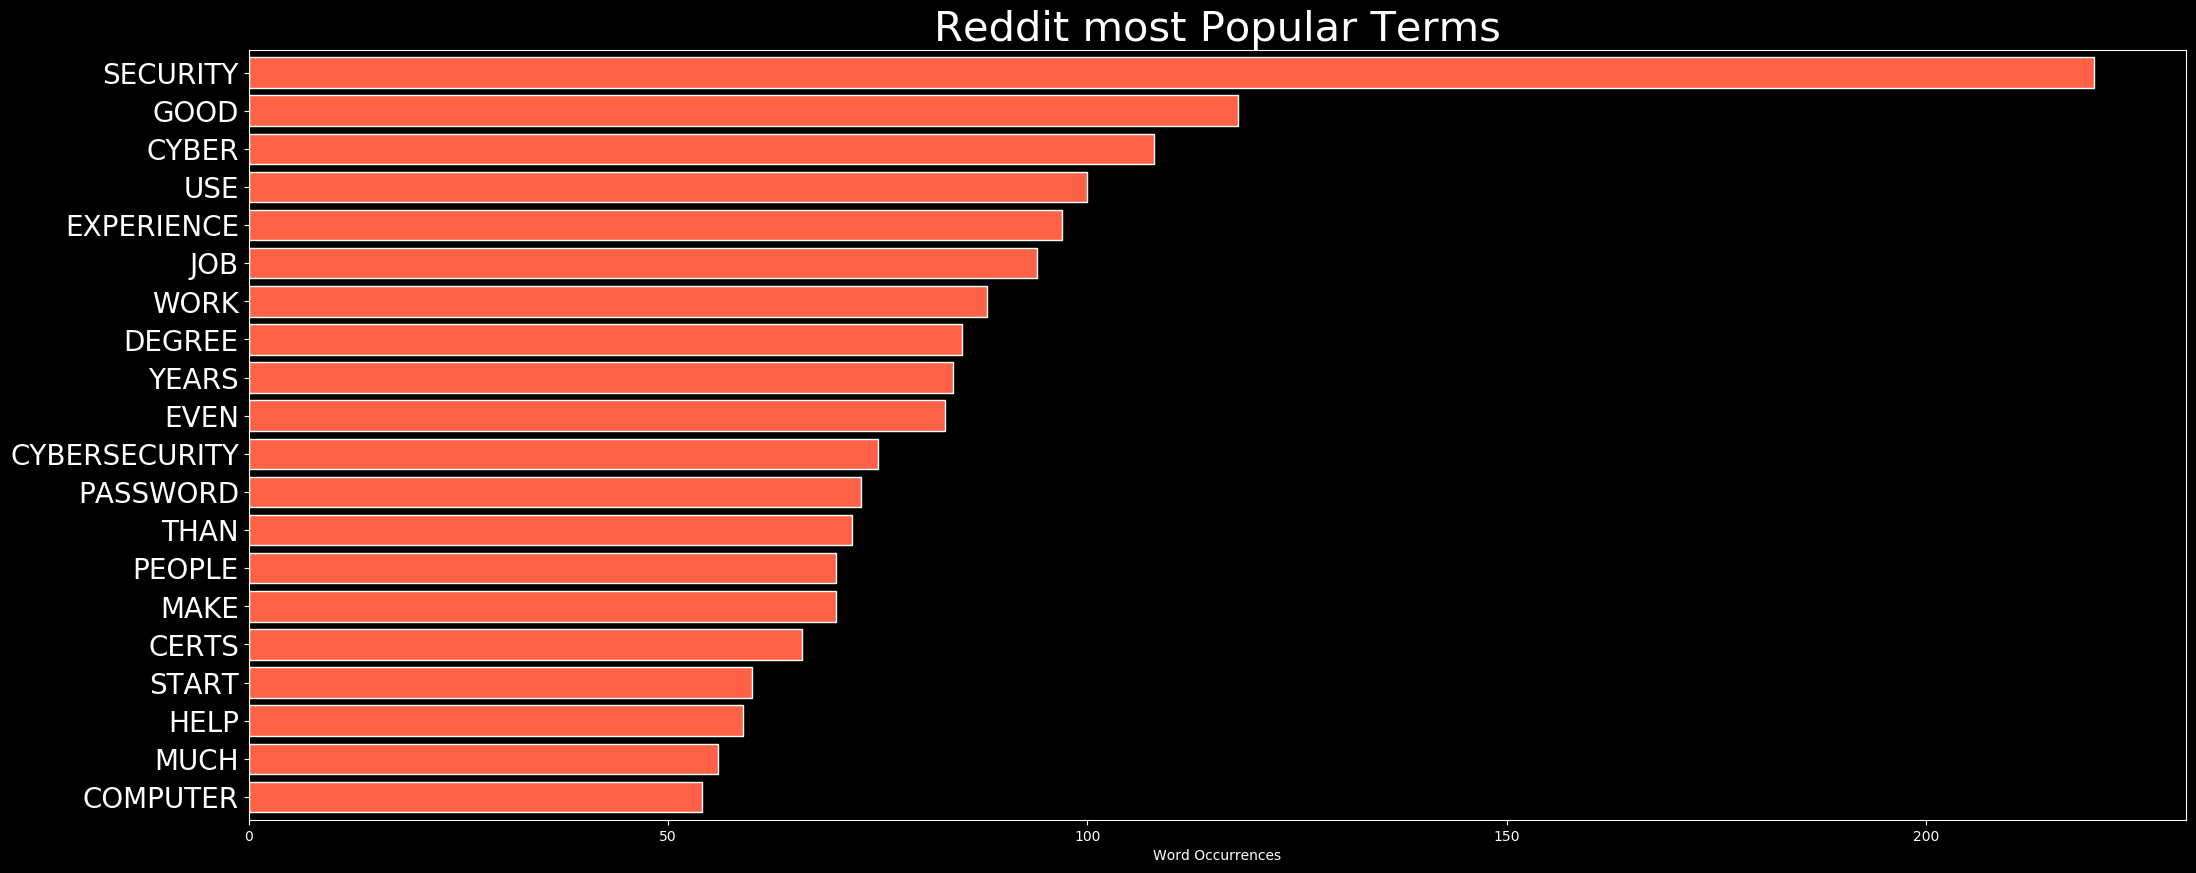 Reddit most Popular Terms
SECURITY
GOOD
CYBER
USE
EXPERIENCE
JOB
WORK
DEGREE
YEARS
EVEN
CYBERSECURITY
PASSWORD
THAN
PEOPLE
MAKE
CERTS
START
HELP
MUCH
COMPUTER
0 50 100 150 200
Word Occurrences